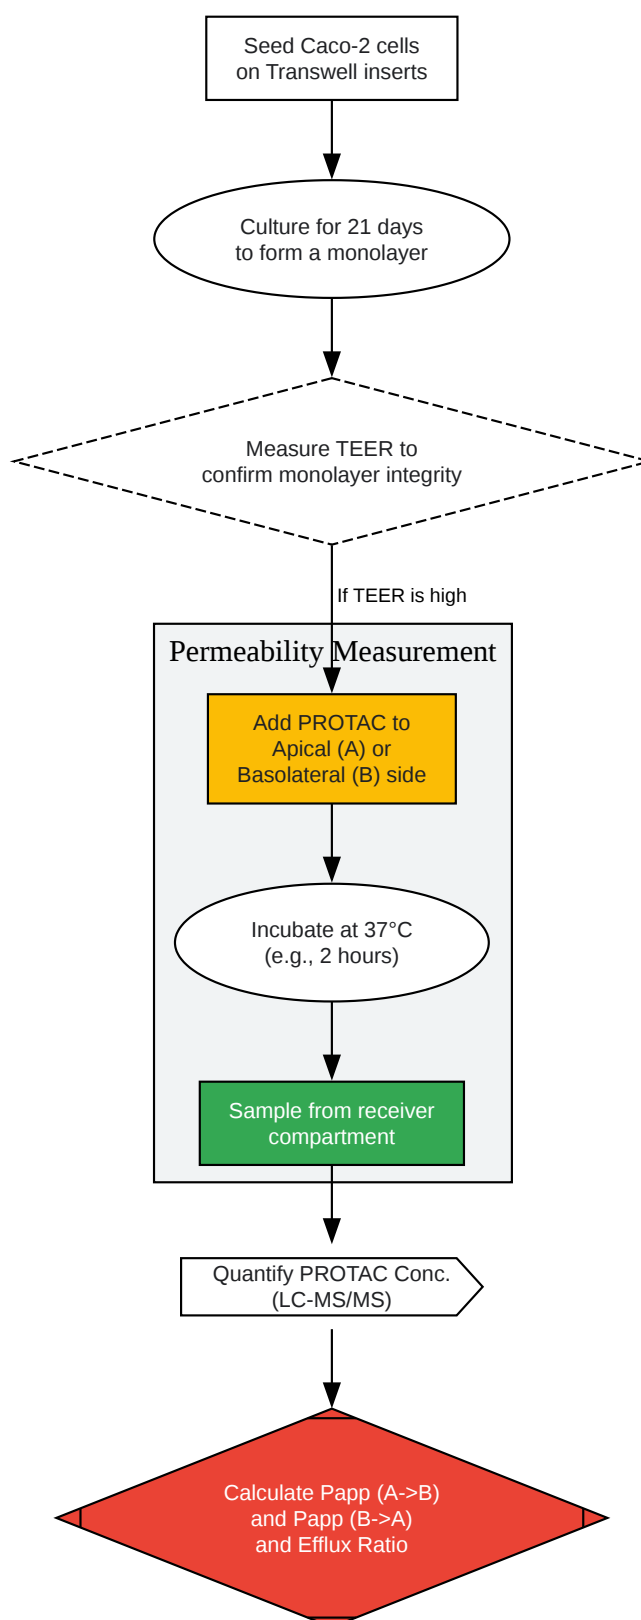 Seed Caco-2 cells
on Transwell inserts
Culture for 21 days
to form a monolayer
Measure TEER to
confirm monolayer integrity
If TEER is high
Permeability Measurement
Add PROTAC to
Apical (A) or
Basolateral (B) side
Incubate at 37°C
(e.g., 2 hours)
Sample from receiver
compartment
Quantify PROTAC Conc.
(LC-MS/MS)
Calculate Papp (A->B)
and Papp (B->A)
and Efflux Ratio